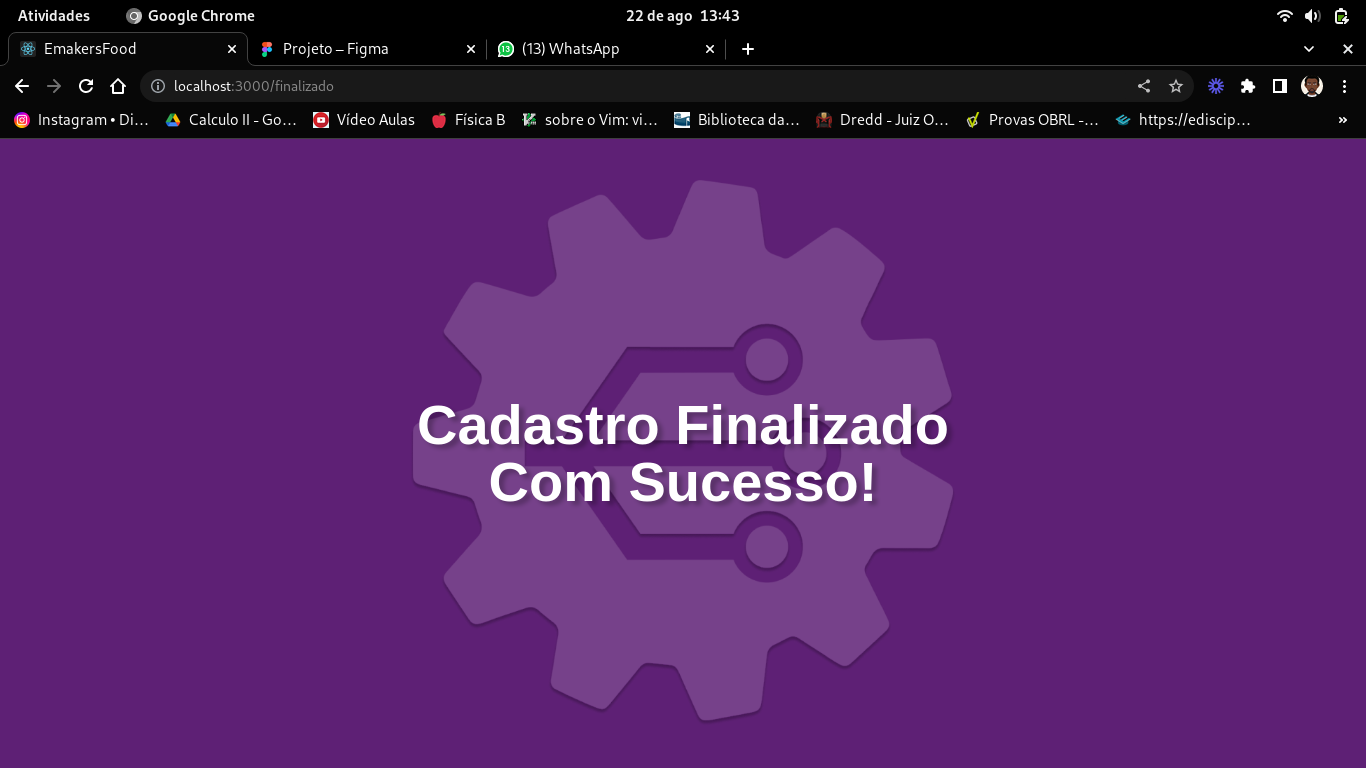 Atividades Google Chrome 22 de ago 13:43
EmakersFood Projeto – Figma (13) WhatsApp
localhost:3000/finalizado
Instagram • Di... Calculo II - Go... Vídeo Aulas Física B sobre o Vim: vi... Biblioteca da... Dredd - Juiz O... Provas OBRL -... https://ediscip... »
Cadastro Finalizado
Com Sucesso!